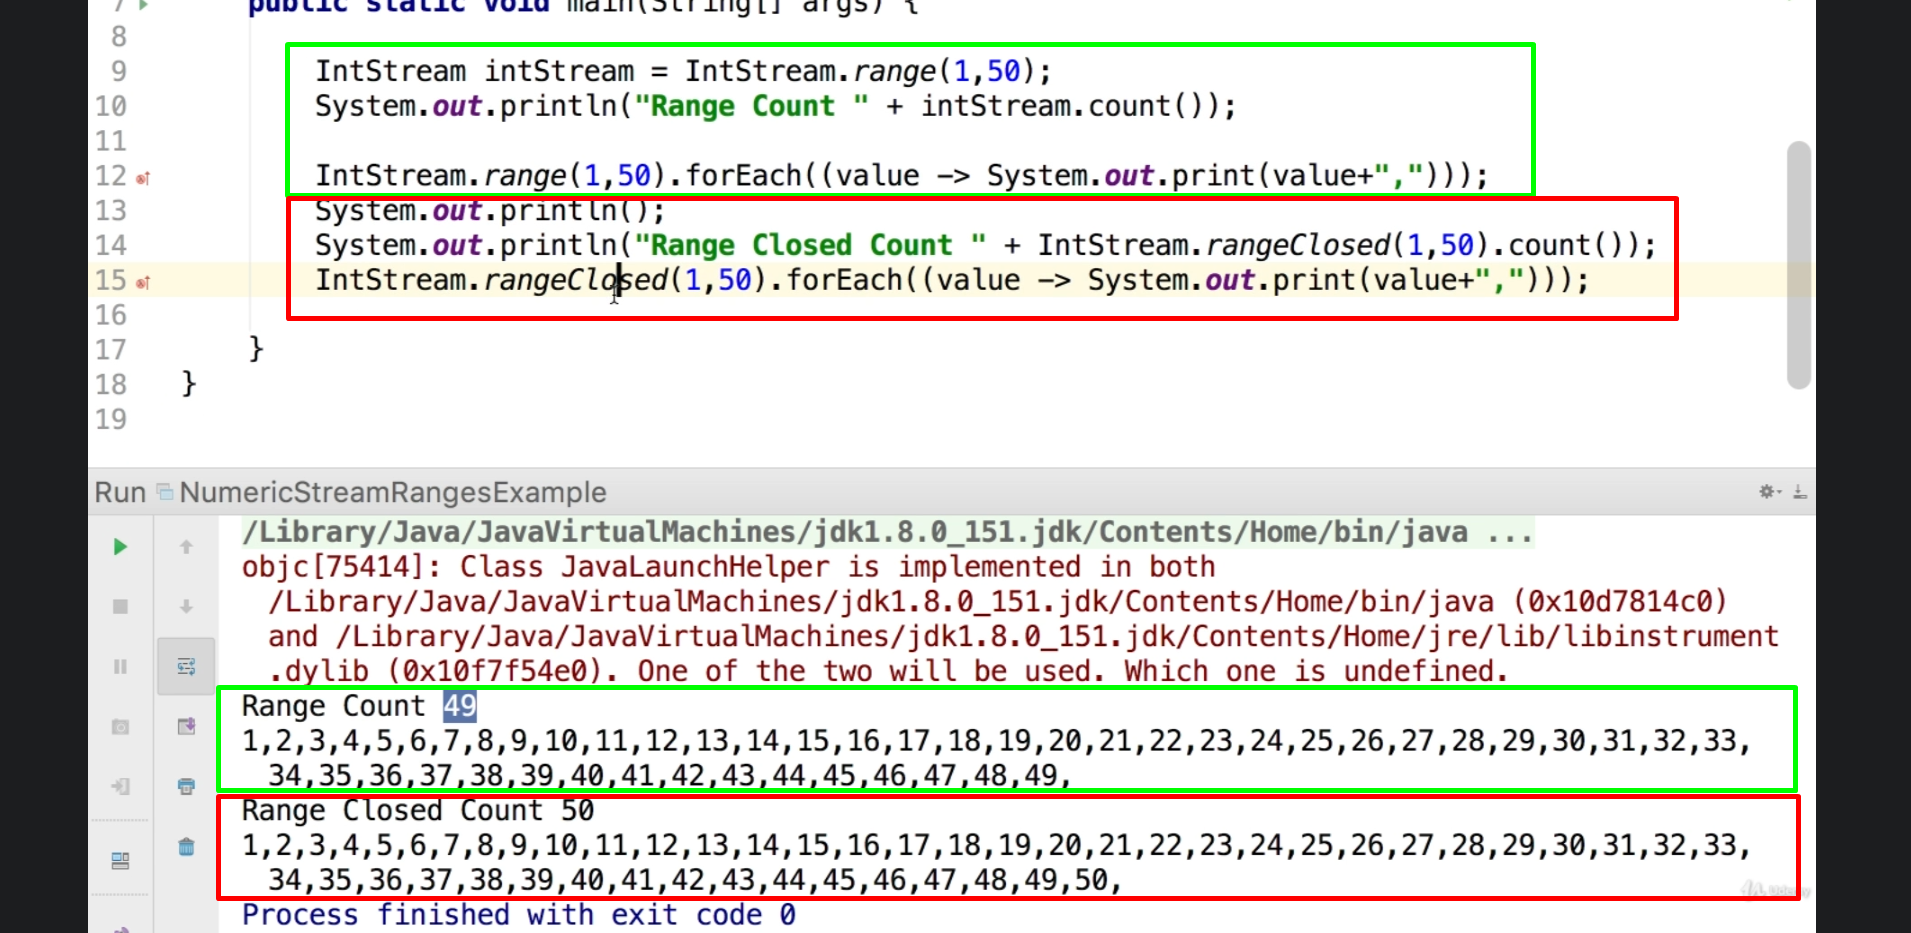 7 public static void main(String[] args) {
8
9 IntStream intStream = IntStream.range(1,50);
10 System.out.println("Range Count " + intStream.count());
11
12 IntStream.range(1,50).forEach((value -> System.out.print(value+",")));
13 System.out.println();
14 System.out.println("Range Closed Count " + IntStream.rangeClosed(1,50).count());
15 IntStream.rangeClosed(1,50).forEach((value -> System.out.print(value+",")));
16
17 }
18 }
19
Run NumericStreamRangesExample
/Library/Java/JavaVirtualMachines/jdk1.8.0_151.jdk/Contents/Home/bin/java ...
objc[75414]: Class JavaLaunchHelper is implemented in both
/Library/Java/JavaVirtualMachines/jdk1.8.0_151.jdk/Contents/Home/bin/java (0x10d7814c0)
and /Library/Java/JavaVirtualMachines/jdk1.8.0_151.jdk/Contents/Home/jre/lib/libinstrument
.dylib (0x10f7f54e0). One of the two will be used. Which one is undefined.
Range Count 49
1,2,3,4,5,6,7,8,9,10,11,12,13,14,15,16,17,18,19,20,21,22,23,24,25,26,27,28,29,30,31,32,33,
34,35,36,37,38,39,40,41,42,43,44,45,46,47,48,49,
Range Closed Count 50
1,2,3,4,5,6,7,8,9,10,11,12,13,14,15,16,17,18,19,20,21,22,23,24,25,26,27,28,29,30,31,32,33,
34,35,36,37,38,39,40,41,42,43,44,45,46,47,48,49,50,
Udemy
Process finished with exit code 0